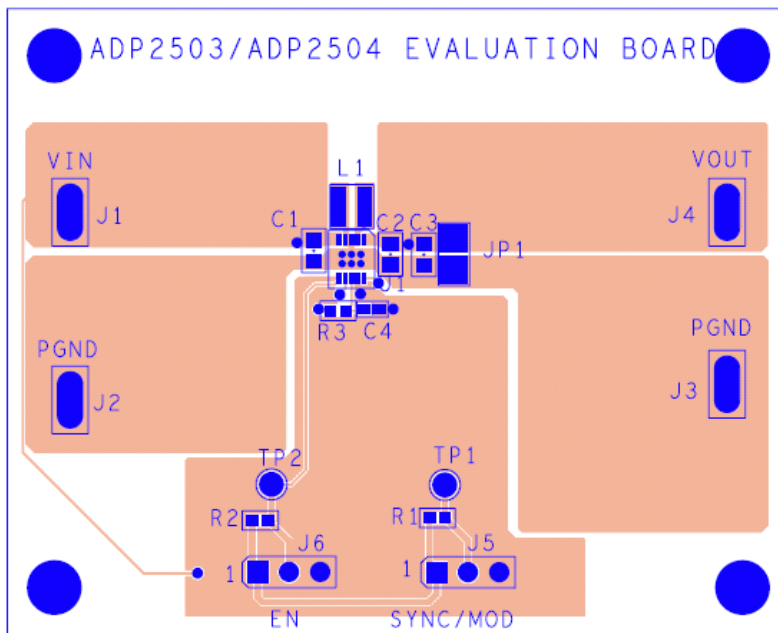 ADP2503/ADP2504 EVALUATION BOARD
VIN
L1
VOUT
J1
C1
C2
C3
J4
JP1
U1
R3
C4
PGND
PGND
J2
J3
TP2
TP1
R2
R1
J6
J5
1
1
EN
SYNC/MOD